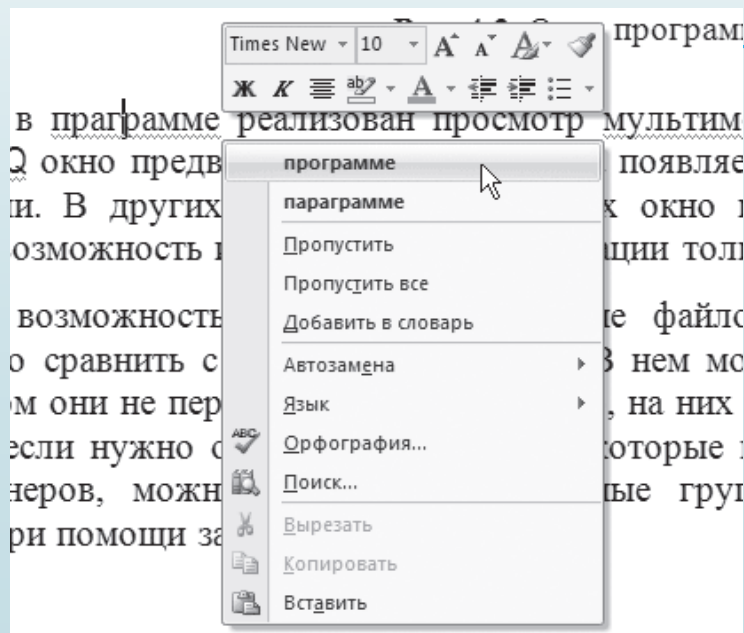 программ
Times New 10
Ж К
в праграмме реализован просмотр мультим
Q окно предв
программе
появляе
параграмме
и. В других
х окно
Пропустить
озможность
ции толь
Пропустить все
возможность
е файло
Добавить в словарь
о сравнить с
В нем мо
Автозамена
м они не пер
, на них
Язык
если нужно
оторые
Орфография...
неров, можн
ые груп
Поиск...
ри помощи за
Вырезать
Копировать
Вставить